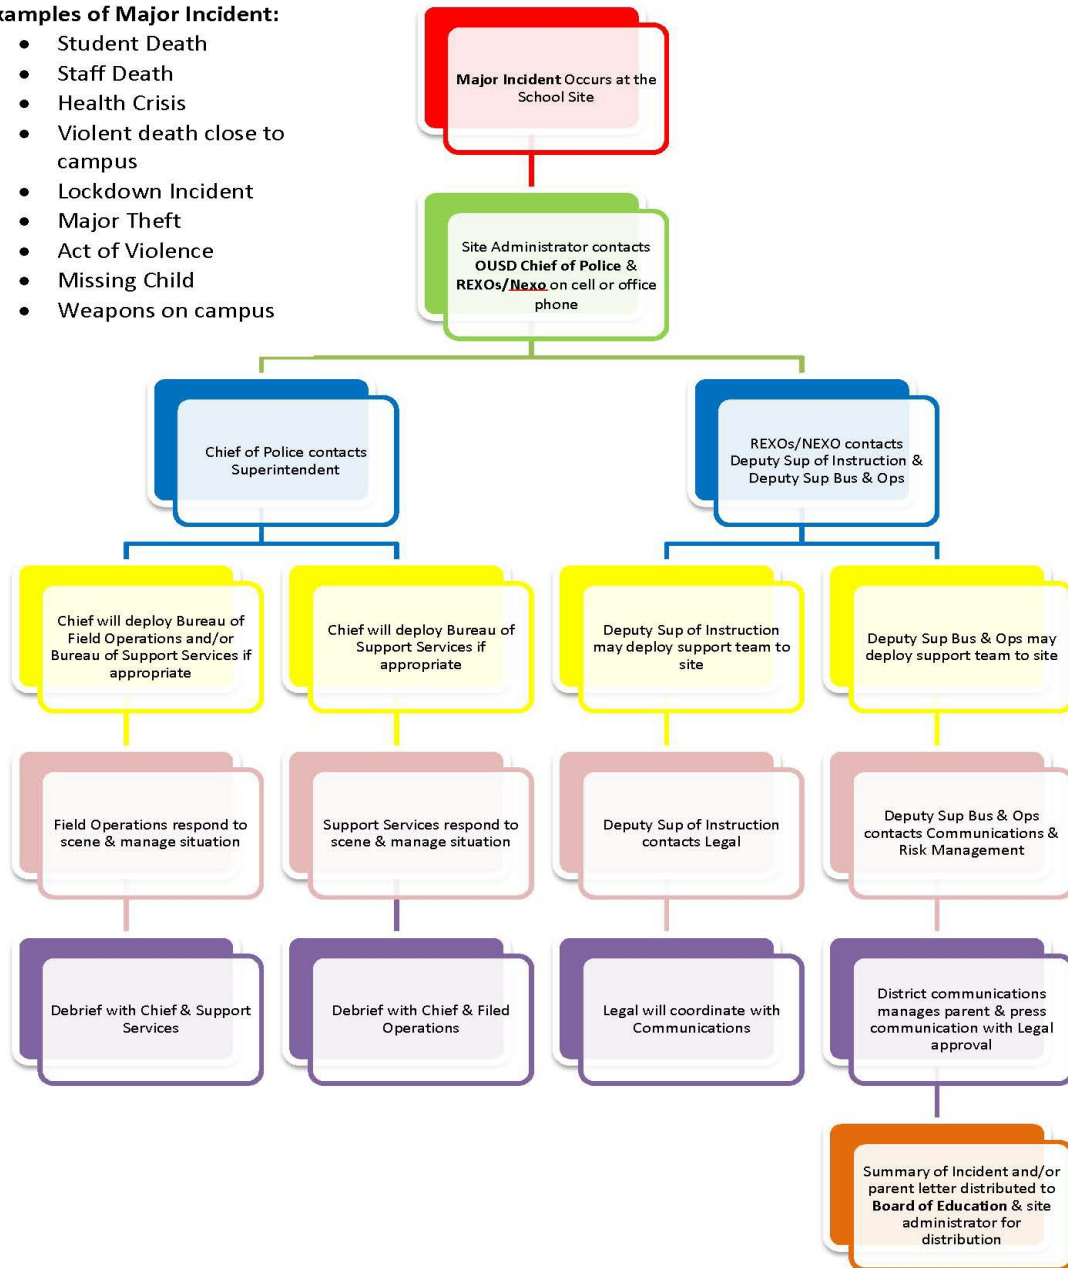 xamples of Major Incident:
• Student Death
• Staff Death
• Health Crisis
• Violent death close to
campus
• Lockdown Incident
• Major Theft
• Act of Violence
• Missing Child
• Weapons on campus
Major Incident Occurs at the
School Site
Site Administrator contacts
OUSD Chief of Police &
REXOs/Nexo on cell or office
phone
Chief of Police contacts
Superintendent
REXOs/NEXO contacts
Deputy Sup of Instruction &
Deputy Sup Bus & Ops
Chief will deploy Bureau of
Field Operations and/or
Bureau of Support Services if
appropriate
Chief will deploy Bureau of
Support Services if
appropriate
Deputy Sup of Instruction
may deploy support team to
site
Deputy Sup Bus & Ops may
deploy support team to site
Field Operations respond to
scene & manage situation
Support Services respond to
scene & manage situation
Deputy Sup of Instruction
contacts Legal
Deputy Sup Bus & Ops
contacts Communications &
Risk Management
Debrief with Chief & Support
Services
Debrief with Chief & Filed
Operations
Legal will coordinate with
Communications
District communications
manages parent & press
communication with Legal
approval
Summary of Incident and/or
parent letter distributed to
Board of Education & site
administrator for
distribution